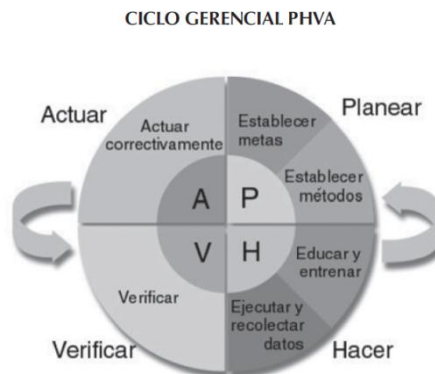 CICLO GERENCIAL PHVA
Actuar
Planear
Actuar
correctivamente
Establecer
metas
Establecer
métodos
A
P
V
H
Educar y
entrenar
Verificar
Ejecutar y
recolectar
datos
Verificar
Hacer